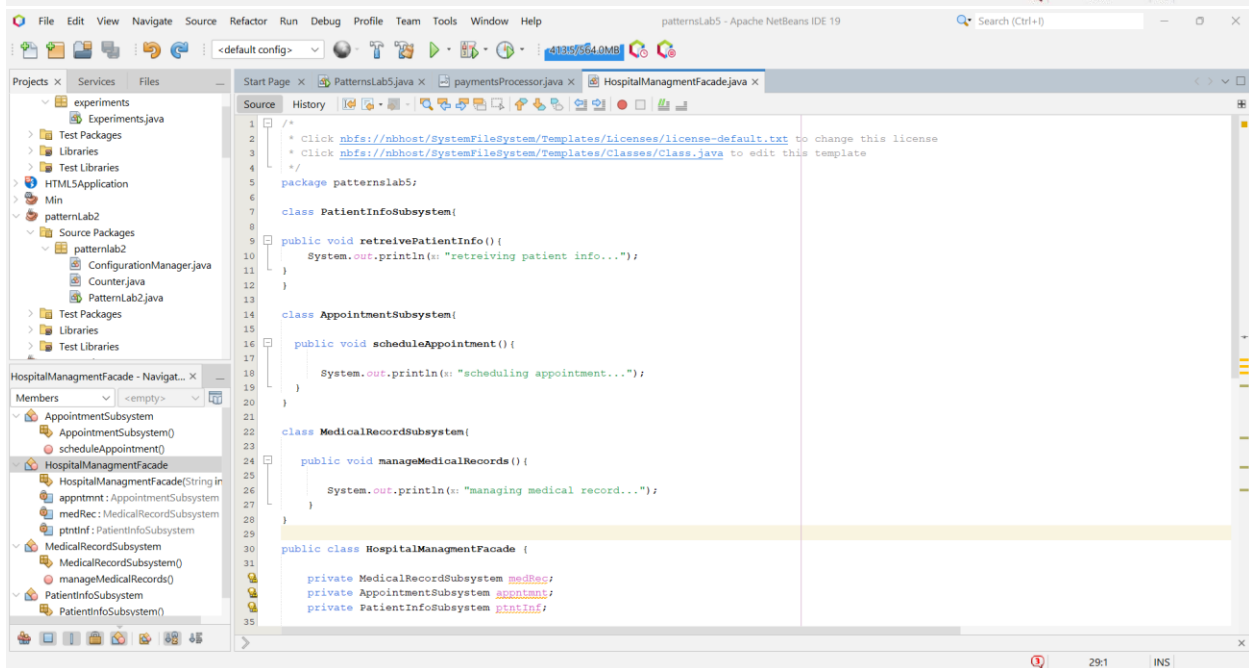 File Edit View Navigate Source Refactor Run Debug Profile Team Tools Window Help patternsLab5 - Apache NetBeans IDE 19 Search (Ctrl+I)
<default config> 413.5/564.0MB
Projects Services Files
Start Page PatternsLab5.java paymentsProcessor.java HospitalManagmentFacade.java
Source History
experiments
Experiments.java
Test Packages
Libraries
Test Libraries
HTML5Application
Min
patternLab2
Source Packages
patternlab2
ConfigurationManager.java
Counter.java
PatternLab2.java
Test Packages
Libraries
Test Libraries
HospitalManagmentFacade - Navigat...
Members <empty>
AppointmentSubsystem
AppointmentSubsystem()
scheduleAppointment()
HospitalManagmentFacade
HospitalManagmentFacade(String in
appntmnt : AppointmentSubsystem
medRec : MedicalRecordSubsystem
ptntInf : PatientInfoSubsystem
MedicalRecordSubsystem
MedicalRecordSubsystem()
manageMedicalRecords()
PatientInfoSubsystem
PatientInfoSubsystem()
1 /*
2 * Click nbfs://nbhost/SystemFileSystem/Templates/Licenses/license-default.txt to change this license
3 * Click nbfs://nbhost/SystemFileSystem/Templates/Classes/Class.java to edit this template
4 */
5 package patternslab5;
6
7 class PatientInfoSubsystem{
8
9 public void retreivePatientInfo(){
10 System.out.println(x: "retreiving patient info...");
11 }
12 }
13
14 class AppointmentSubsystem{
15
16 public void scheduleAppointment(){
17
18 System.out.println(x: "scheduling appointment...");
19 }
20 }
21
22 class MedicalRecordSubsystem{
23
24 public void manageMedicalRecords(){
25
26 System.out.println(x: "managing medical record...");
27 }
28 }
29
30 public class HospitalManagmentFacade {
31
private MedicalRecordSubsystem medRec;
private AppointmentSubsystem appntmnt;
private PatientInfoSubsystem ptntInf;
35
29:1 INS